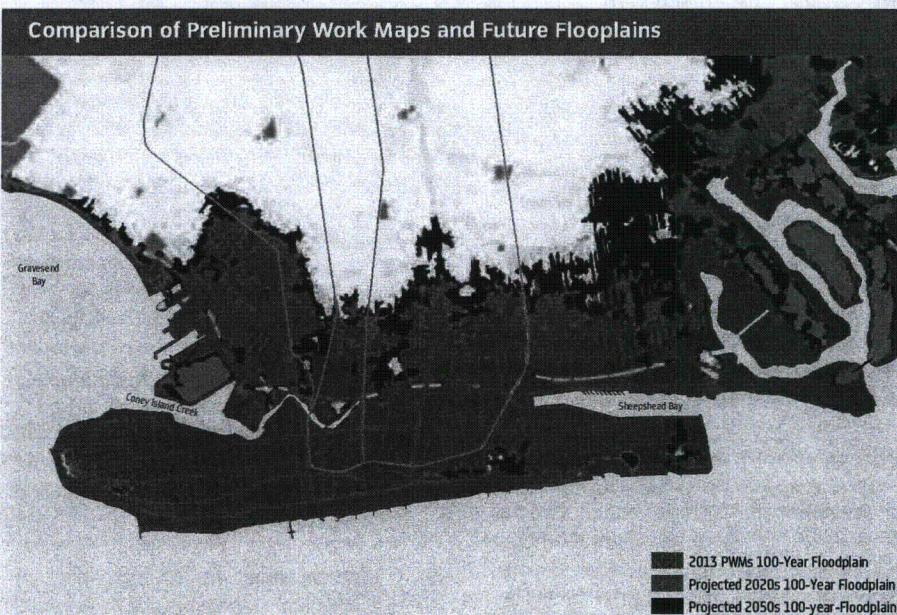 Comparison of Preliminary Work Maps and Future Flooplains
Gravesend
Bay
Coney Island Creek
Sheepshead Bay
2013 PWMs 100-Year Floodplain
Projected 2020s 100-Year Floodplain
Projected 2050s 100-year-Floodplain